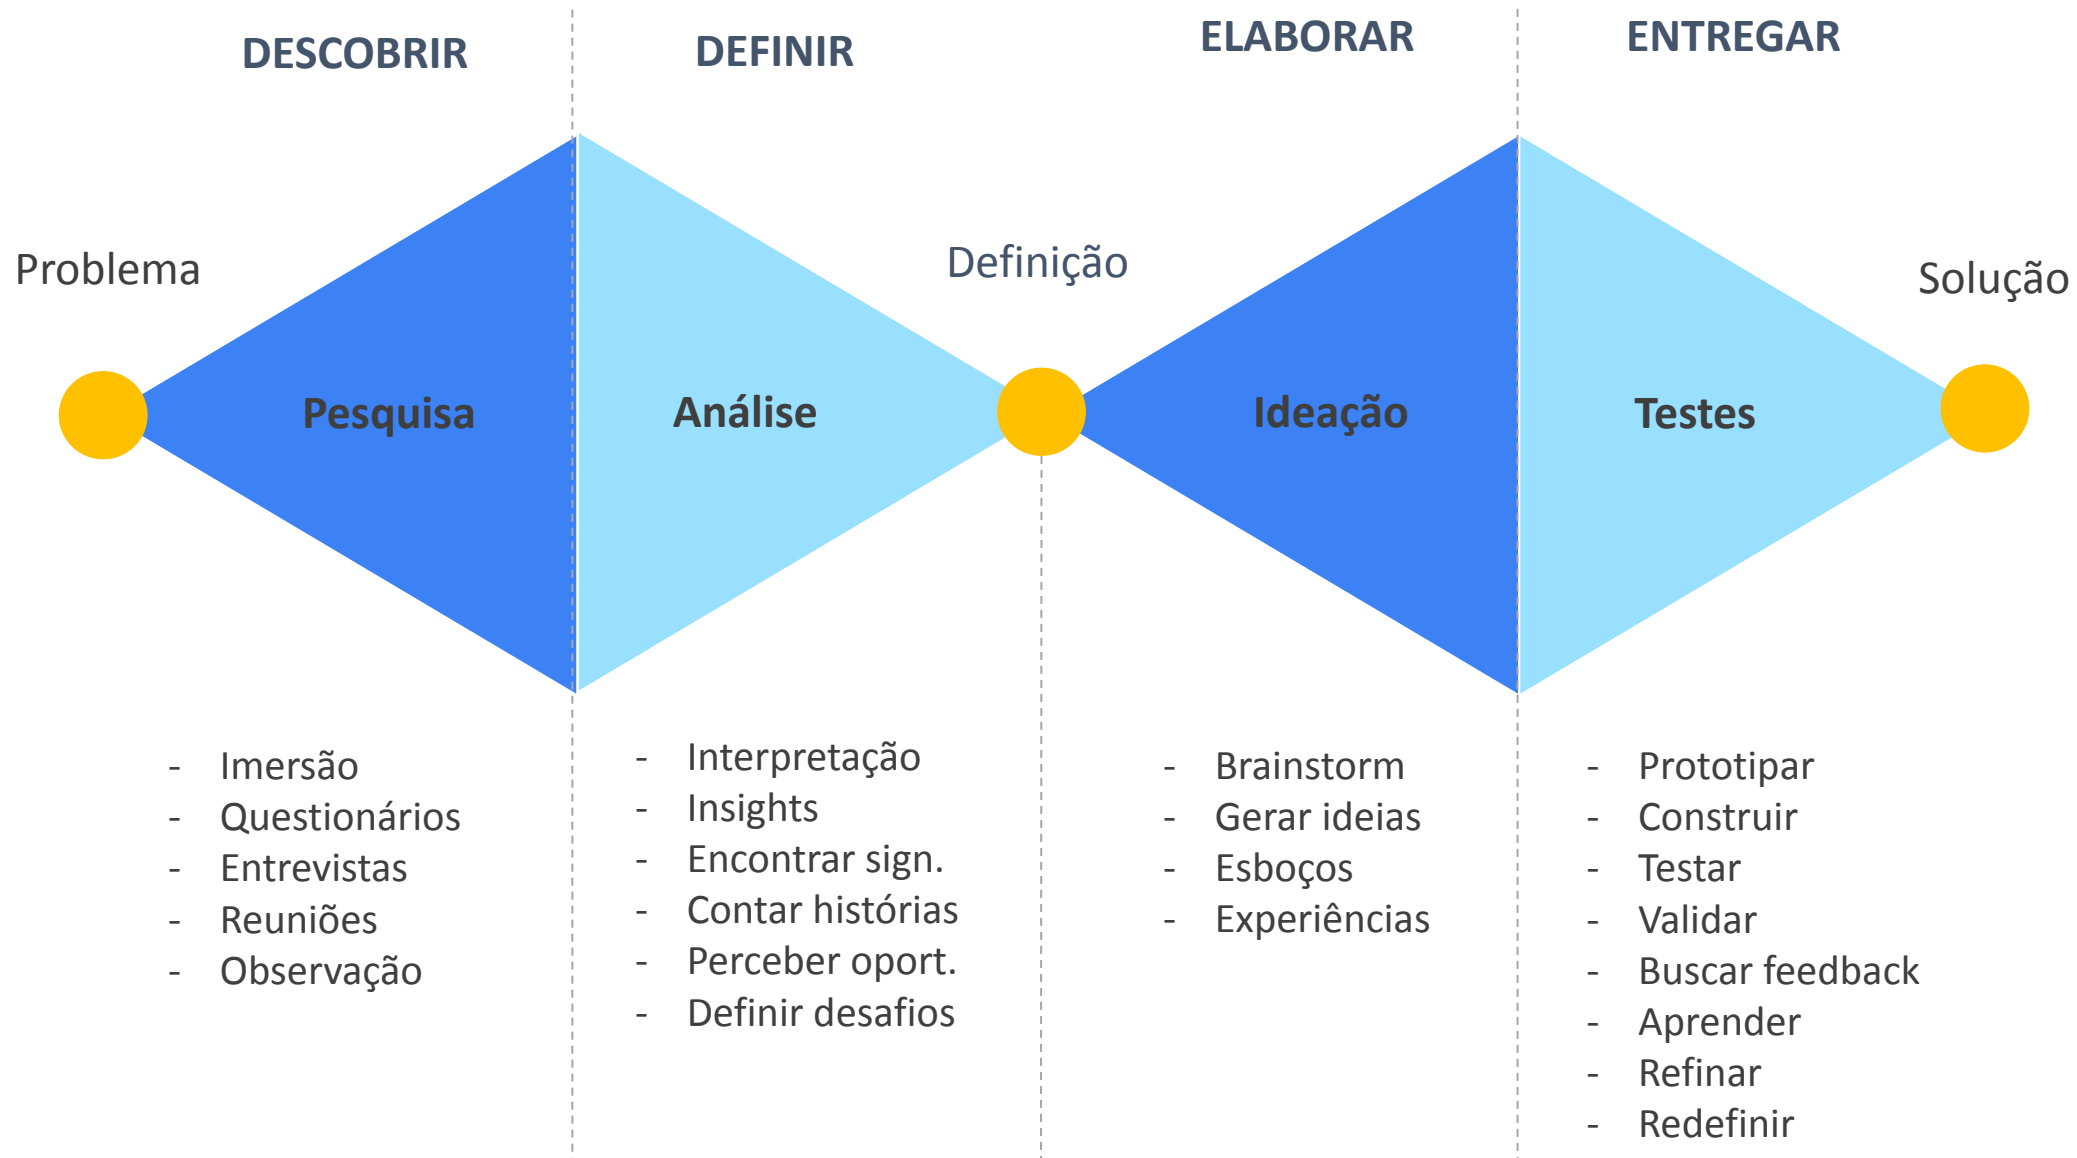 DESCOBRIR
DEFINIR
ELABORAR
ENTREGAR
Problema
Definição
Solução
Pesquisa
Análise
Ideação
Testes
- Imersão
- Questionários
- Entrevistas
- Reuniões
- Observação
- Interpretação
- Insights
- Encontrar sign.
- Contar histórias
- Perceber oport.
- Definir desafios
- Brainstorm
- Gerar ideias
- Esboços
- Experiências
- Prototipar
- Construir
- Testar
- Validar
- Buscar feedback
- Aprender
- Refinar
- Redefinir